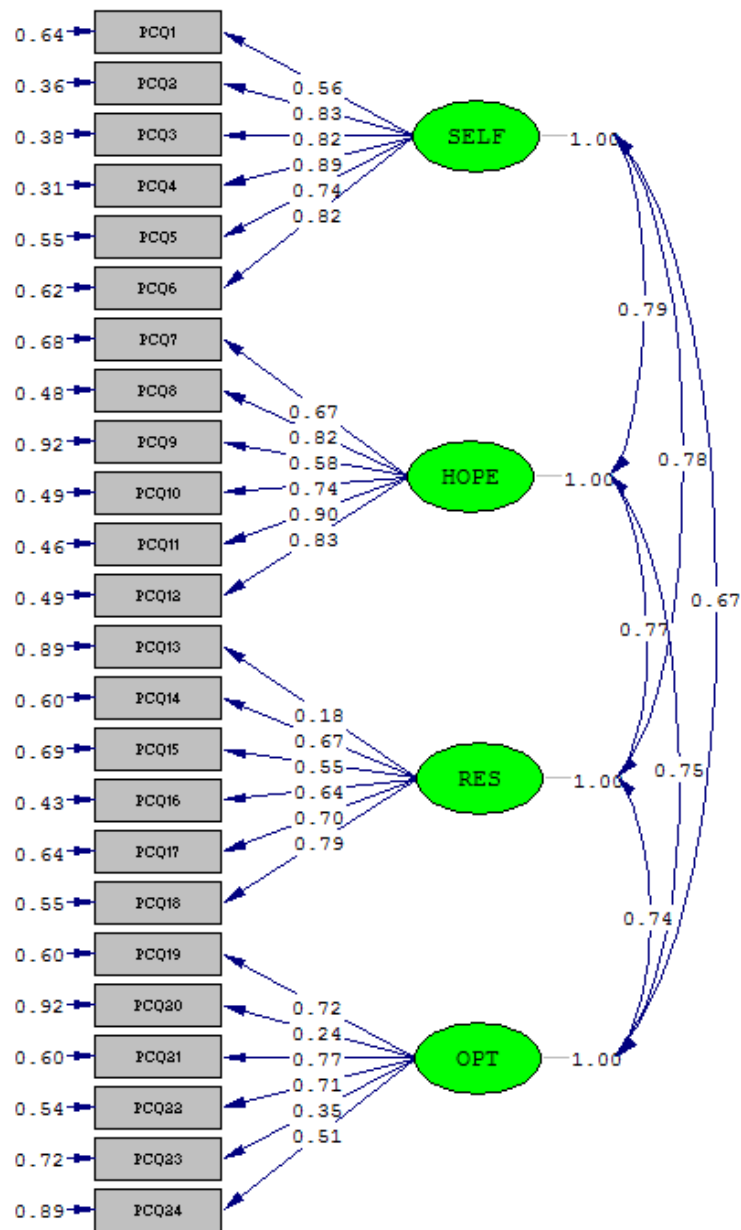 0.64 PCQ1
0.36 PCQ2
0.56
0.83
0.38 PCQ3 0.82 SELF 1.00
0.89
0.31 PCQ4
0.74
0.82
0.55 PCQ5
0.62 PCQ6
0.79
0.68 PCQ7
0.48 PCQ8
0.67
0.82
0.92 PCQ9
0.58
0.78
0.74 HOPE 1.00
0.49 PCQ10
0.90
0.83
0.46 PCQ11
0.49 PCQ12
0.67
0.77
0.89 PCQ13
0.60 PCQ14
0.18
0.67
0.69 PCQ15
0.55
0.75
RES 1.00
0.64
0.43 PCQ16
0.70
0.79
0.64 PCQ17
0.55 PCQ18
0.74
0.60 PCQ19
0.92 PCQ20
0.72
0.24
0.60 PCQ21 0.77 OPT 1.00
0.71
0.54 PCQ22
0.35
0.51
0.72 PCQ23
0.89 PCQ24